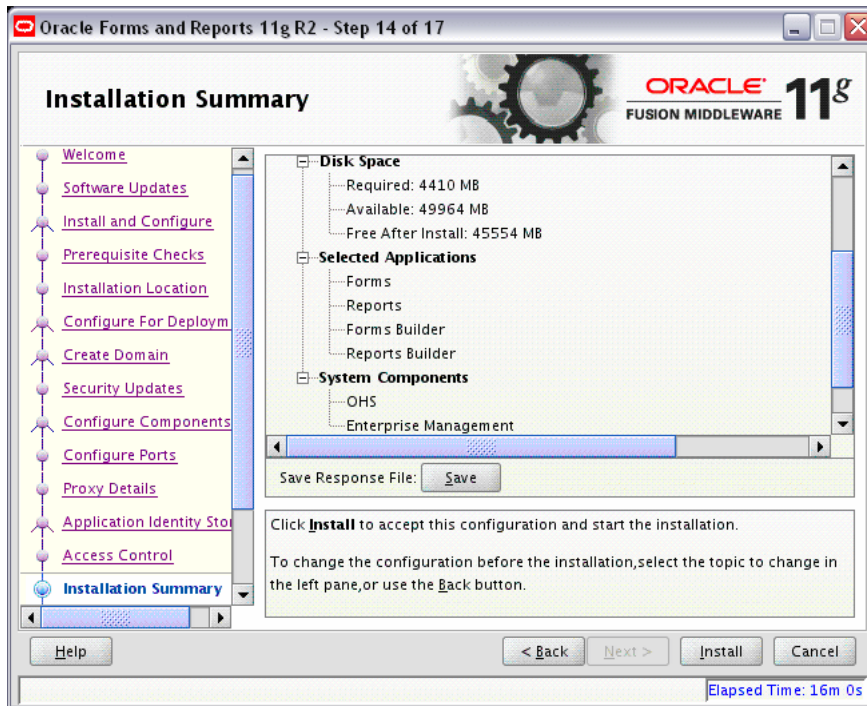 Oracle Forms and Reports 11g R2 - Step 14 of 17
Installation Summary
ORACLE
FUSION MIDDLEWARE
11g
Welcome
Software Updates
Install and Configure
Prerequisite Checks
Installation Location
Configure For Deploym
Create Domain
Security Updates
Configure Components
Configure Ports
Proxy Details
Application Identity Stor
Access Control
Installation Summary
Disk Space
Required: 4410 MB
Available: 49964 MB
Free After Install: 45554 MB
Selected Applications
Forms
Reports
Forms Builder
Reports Builder
System Components
OHS
Enterprise Management
Save Response File: Save
Click Install to accept this configuration and start the installation.
To change the configuration before the installation,select the topic to change in
the left pane,or use the Back button.
Help < Back Next > Install Cancel
Elapsed Time: 16m 0s